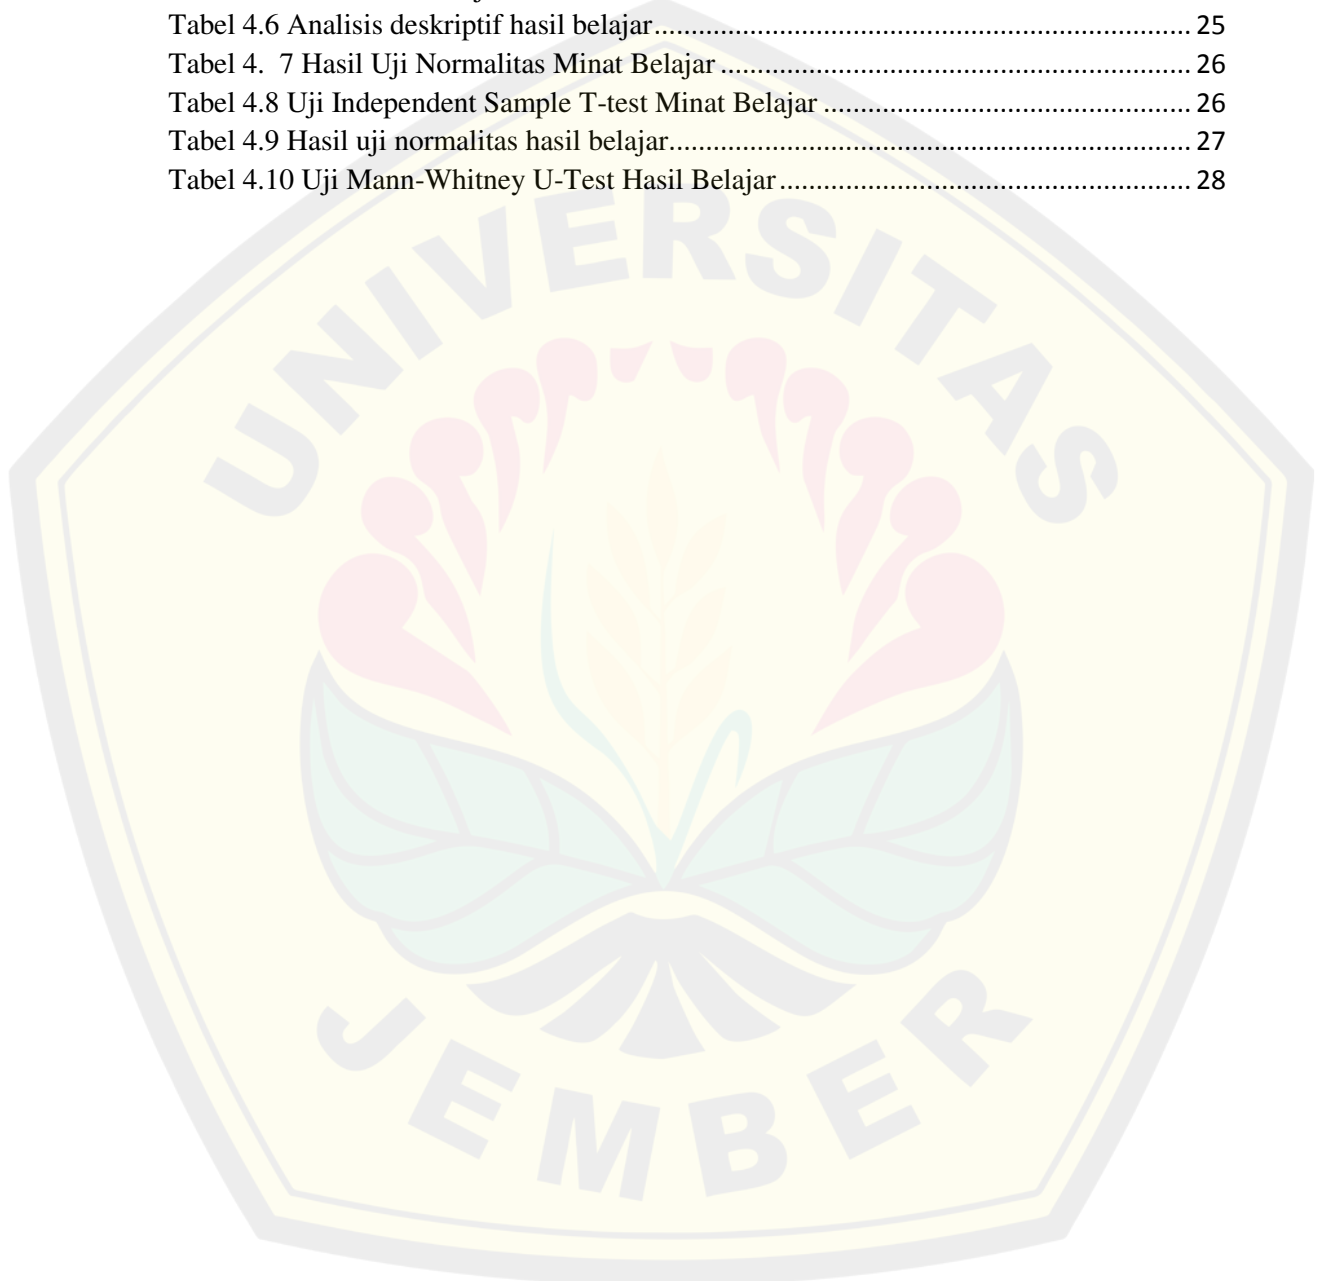 Tabel 4.6 Analisis deskriptif hasil belajar.......................................................................... 25
Tabel 4.  7 Hasil Uji Normalitas Minat Belajar ................................................................. 26
Tabel 4.8 Uji Independent Sample T-test Minat Belajar ................................................... 26
Tabel 4.9 Hasil uji normalitas hasil belajar........................................................................ 27
Tabel 4.10 Uji Mann-Whitney U-Test Hasil Belajar ......................................................... 28
UNIVERSITAS
JEMBER